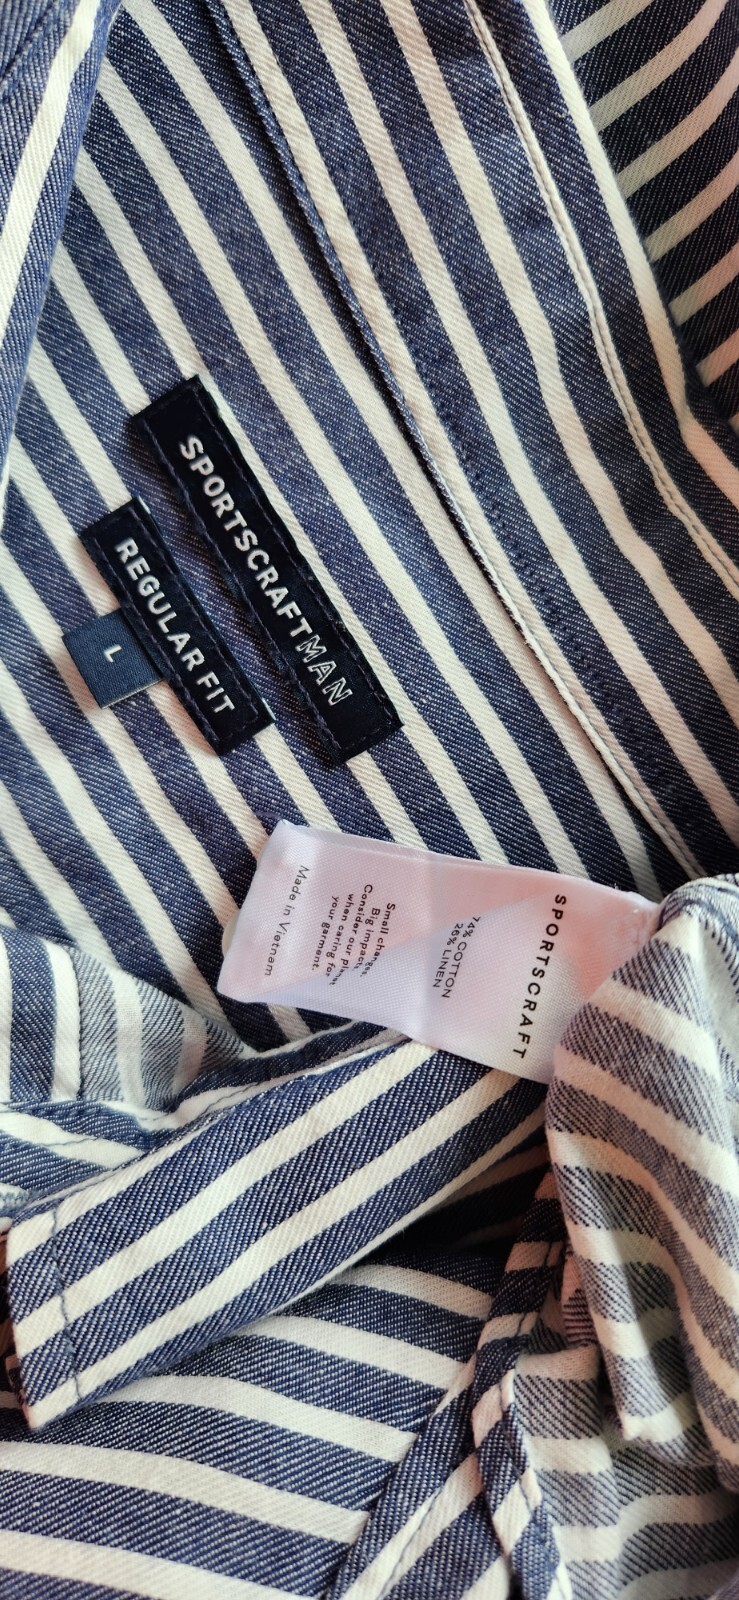 SPORTSCRAFTMAN
REGULAR FIT
L
SPORTSCRAFT
74% COTTON
26% LINEN
Small changes,
Big impacts.
Consider our planet
when caring for
your garment.
Made in Vietnam